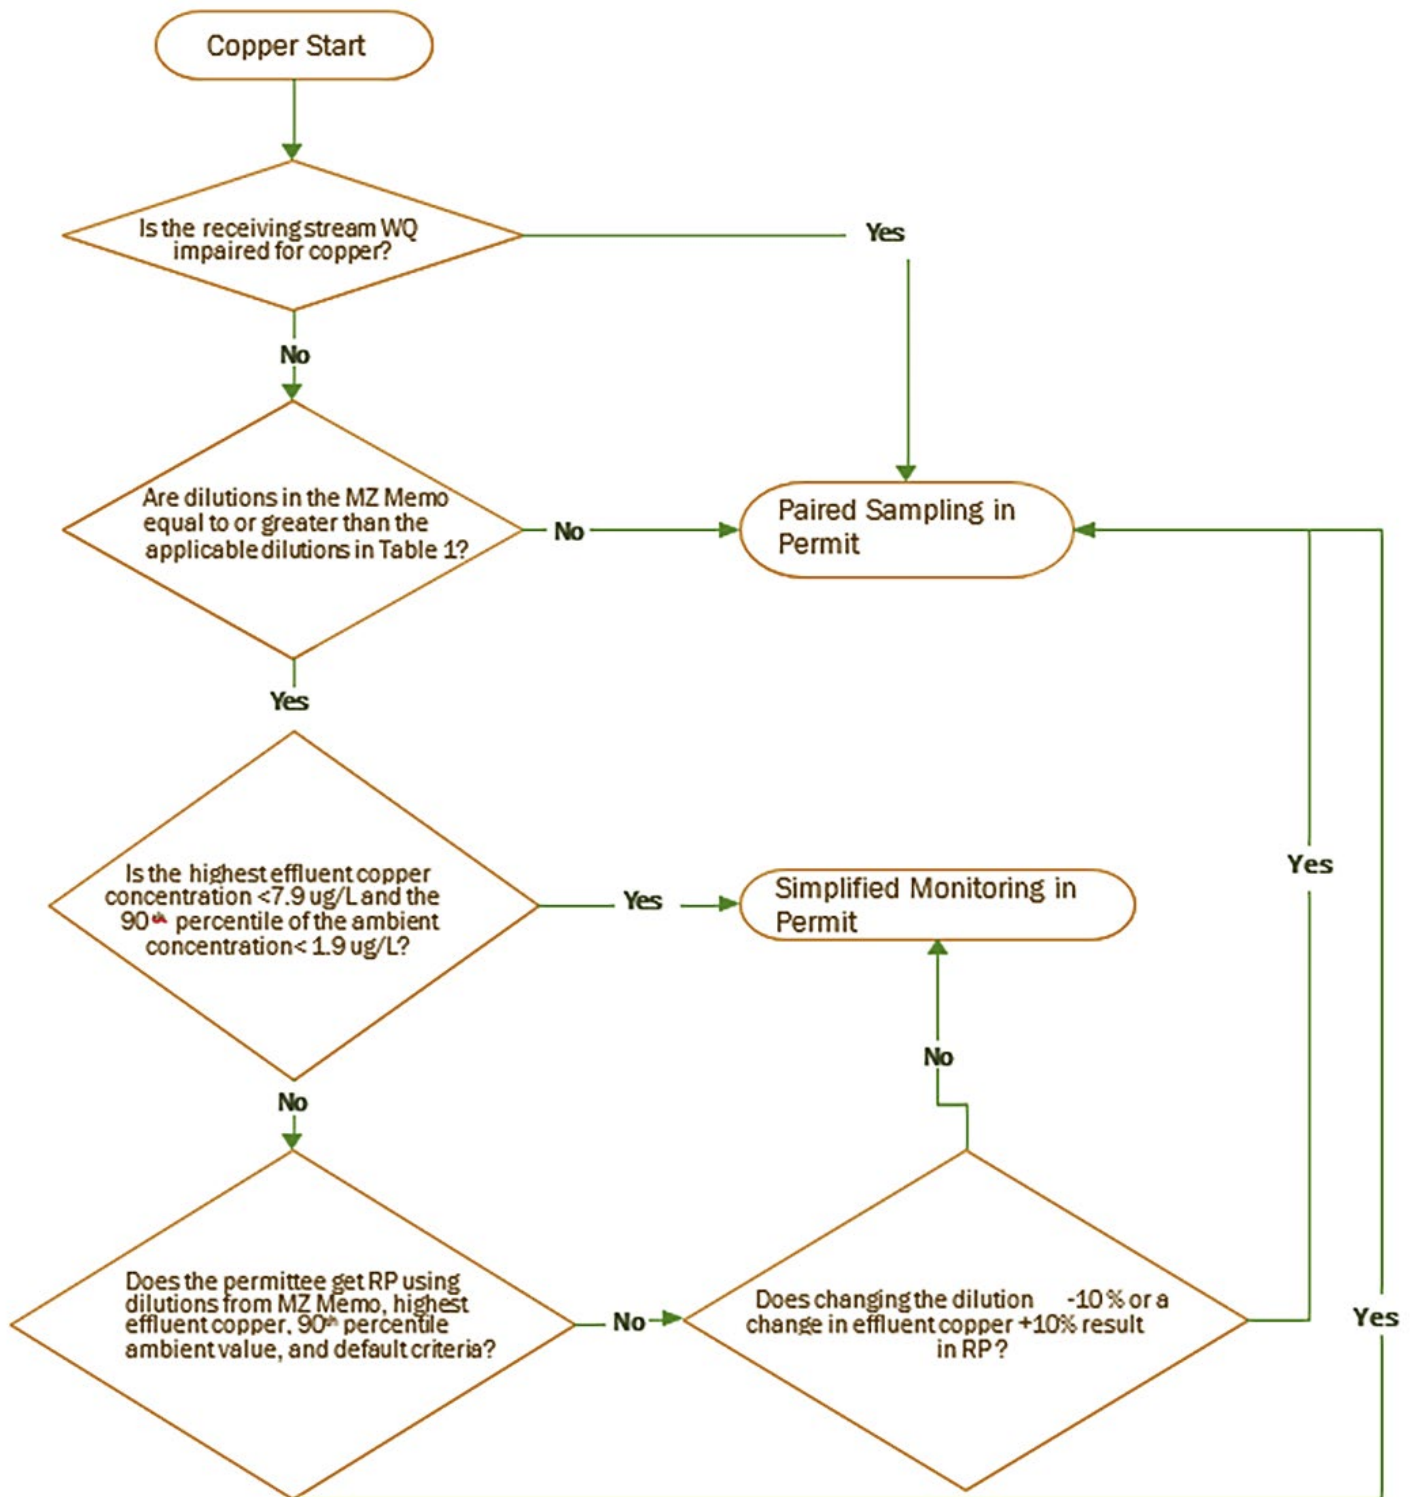 Copper Start
Is the receiving stream WQ
impaired for copper?
Yes
No
Are dilutions in the MZ Memo
equal to or greater than the
applicable dilutions in Table 1?
No
Paired Sampling in
Permit
Yes
Is the highest effluent copper
concentration <7.9 ug/L and the
90th percentile of the ambient
concentration< 1.9 ug/L?
Yes
Simplified Monitoring in
Permit
Yes
No
No
Does the permittee get RP using
dilutions from MZ Memo, highest
effluent copper, 90th percentile
ambient value, and default criteria?
No
Does changing the dilution -10 % or a
change in effluent copper +10% result
in RP?
Yes